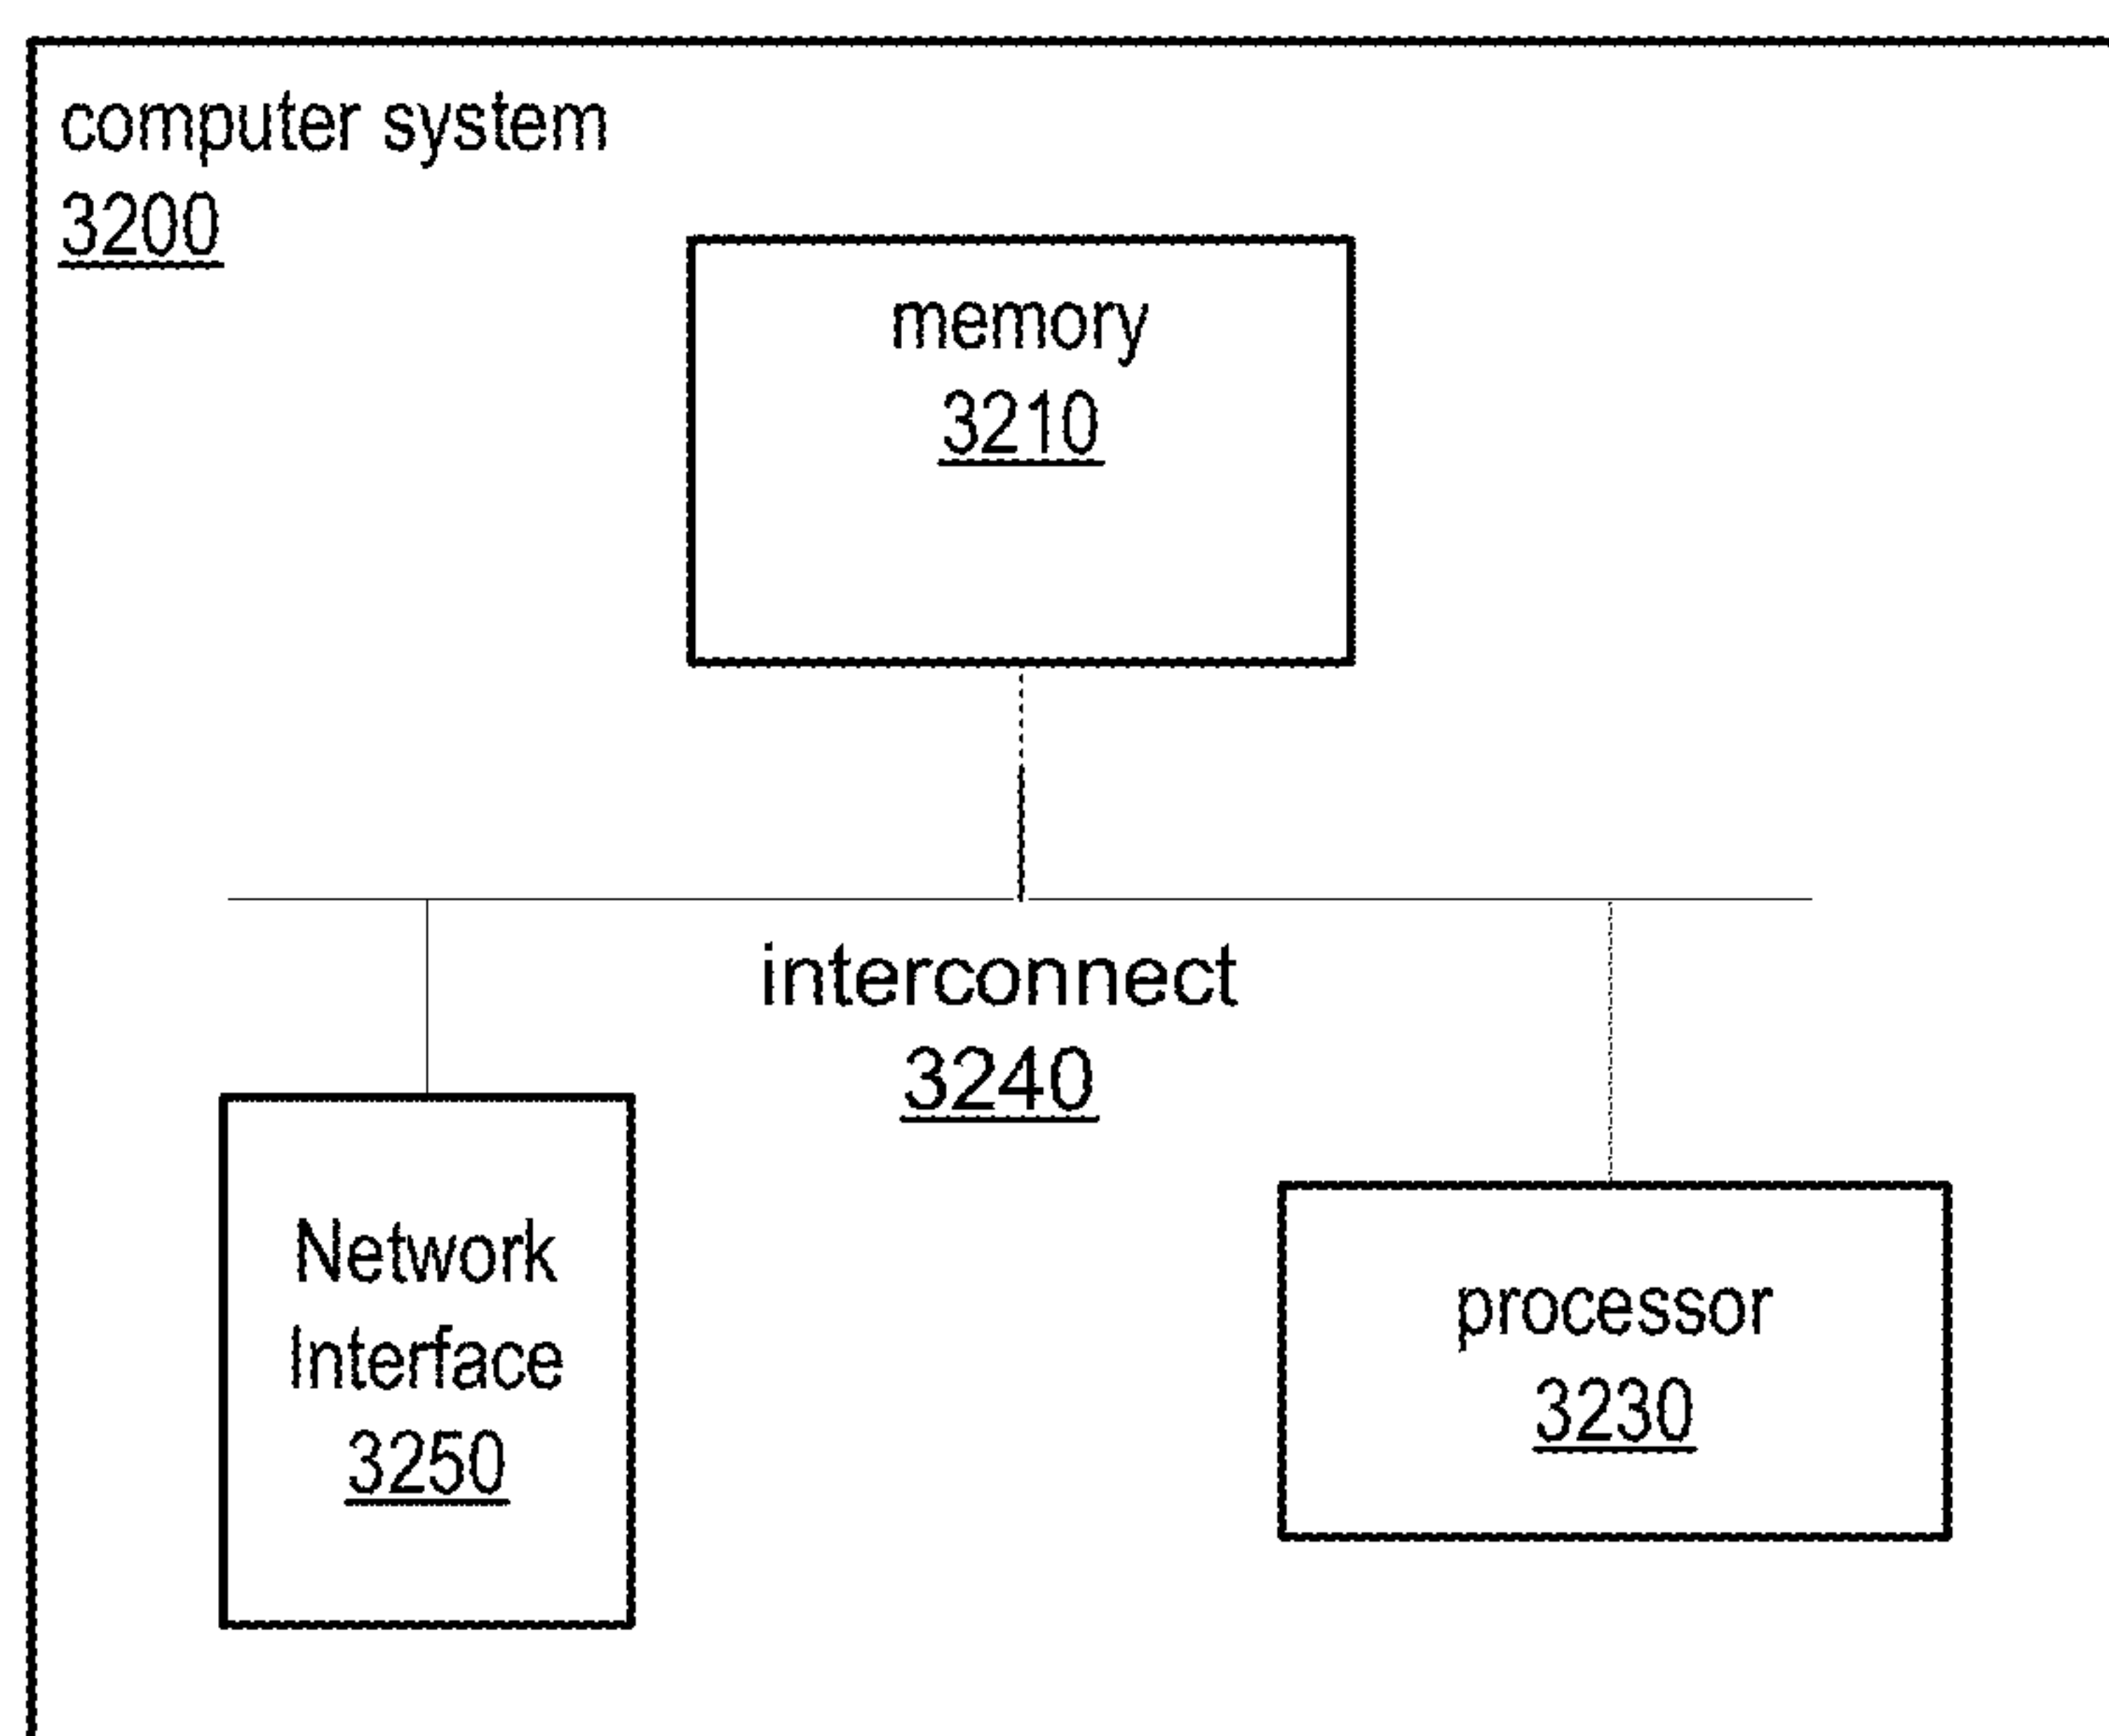 computer system
3200
memory
3210
interconnect
3240
Network
Interface
3250
processor
3230